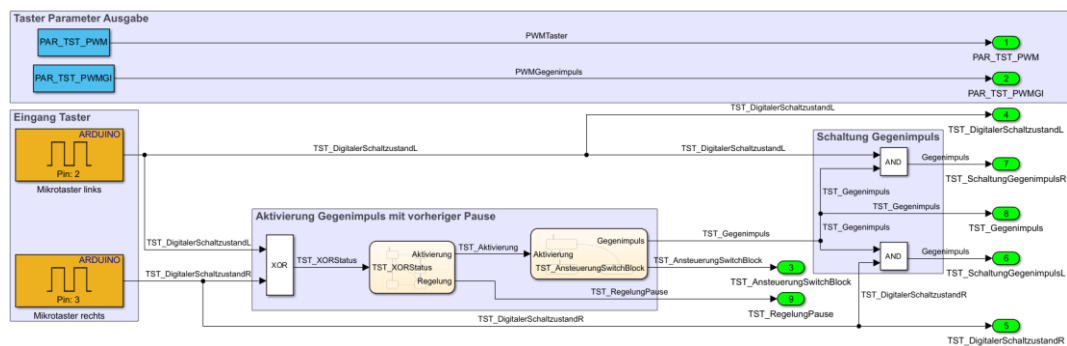 Taster Parameter Ausgabe
PAR_TST_PWM
PWMTaster
1
PAR_TST_PWM
PAR_TST_PWMGI
PWMGegenimpuls
2
PAR_TST_PWMGI
Eingang Taster
ARDUINO
Pin: 2
Mikrotaster links
TST_DigitalerSchaltzustandL
TST_DigitalerSchaltzustandL
4
TST_DigitalerSchaltzustandL
Schaltung Gegenimpuls
TST_DigitalerSchaltzustandL
AND
Gegenimpuls
7
TST_SchaltungGegenimpulsR
TST_Gegenimpuls
TST_Gegenimpuls
8
TST_Gegenimpuls
Aktivierung Gegenimpuls mit vorheriger Pause
TST_DigitalerSchaltzustandL
XOR
TST_XORStatus
TST_XORStatus
Aktivierung
Regelung
TST_Aktivierung
Aktivierung
Gegenimpuls
TST_AnsteuerungSwitchBlock
TST_Gegenimpuls
TST_Gegenimpuls
AND
Gegenimpuls
6
TST_SchaltungGegenimpulsL
TST_AnsteuerungSwitchBlock
3
TST_AnsteuerungSwitchBlock
TST_RegelungPause
9
TST_RegelungPause
ARDUINO
Pin: 3
Mikrotaster rechts
TST_DigitalerSchaltzustandR
TST_DigitalerSchaltzustandR
TST_DigitalerSchaltzustandR
5
TST_DigitalerSchaltzustandR